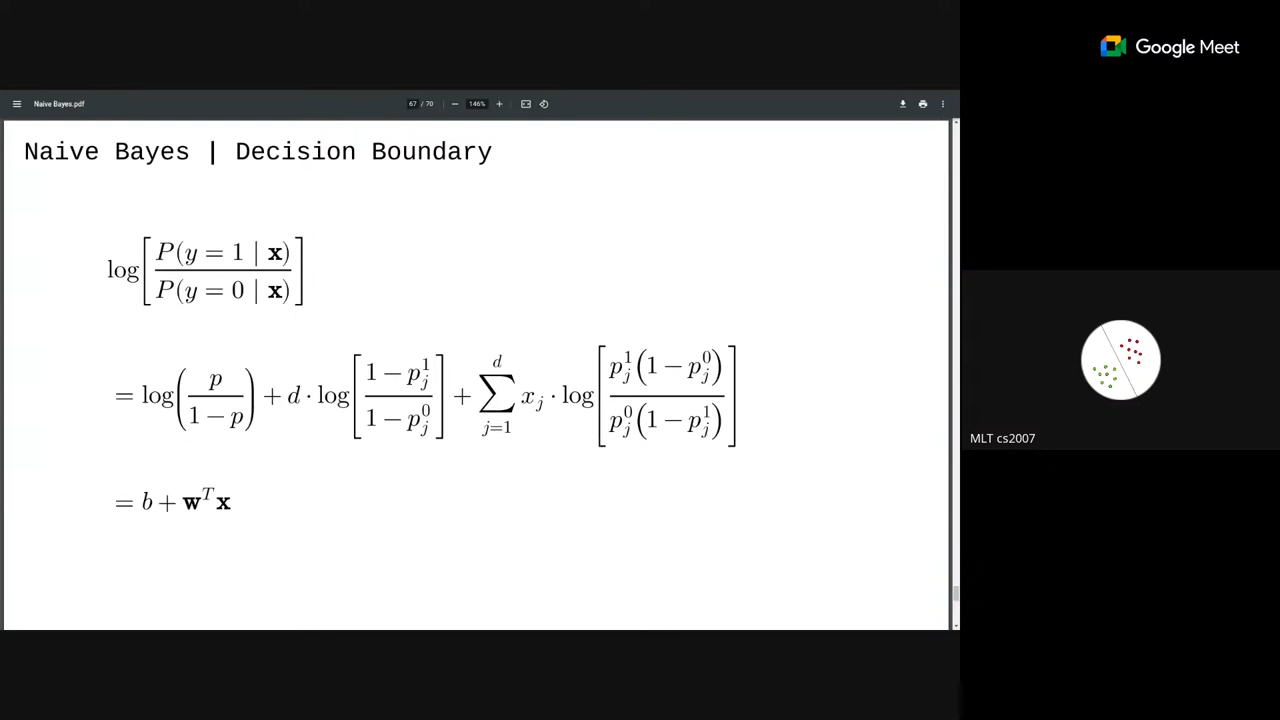 Google Meet
Naive Bayes.pdf
67 / 70
146%
Naive Bayes | Decision Boundary
log[ P(y = 1 | x) / P(y = 0 | x) ]
= log( p / (1 − p) ) + d · log[ (1 − p_j^1) / (1 − p_j^0) ] + ∑_{j=1}^{d} x_j · log[ p_j^1(1 − p_j^0) / p_j^0(1 − p_j^1) ]
= b + w^T x
MLT cs2007